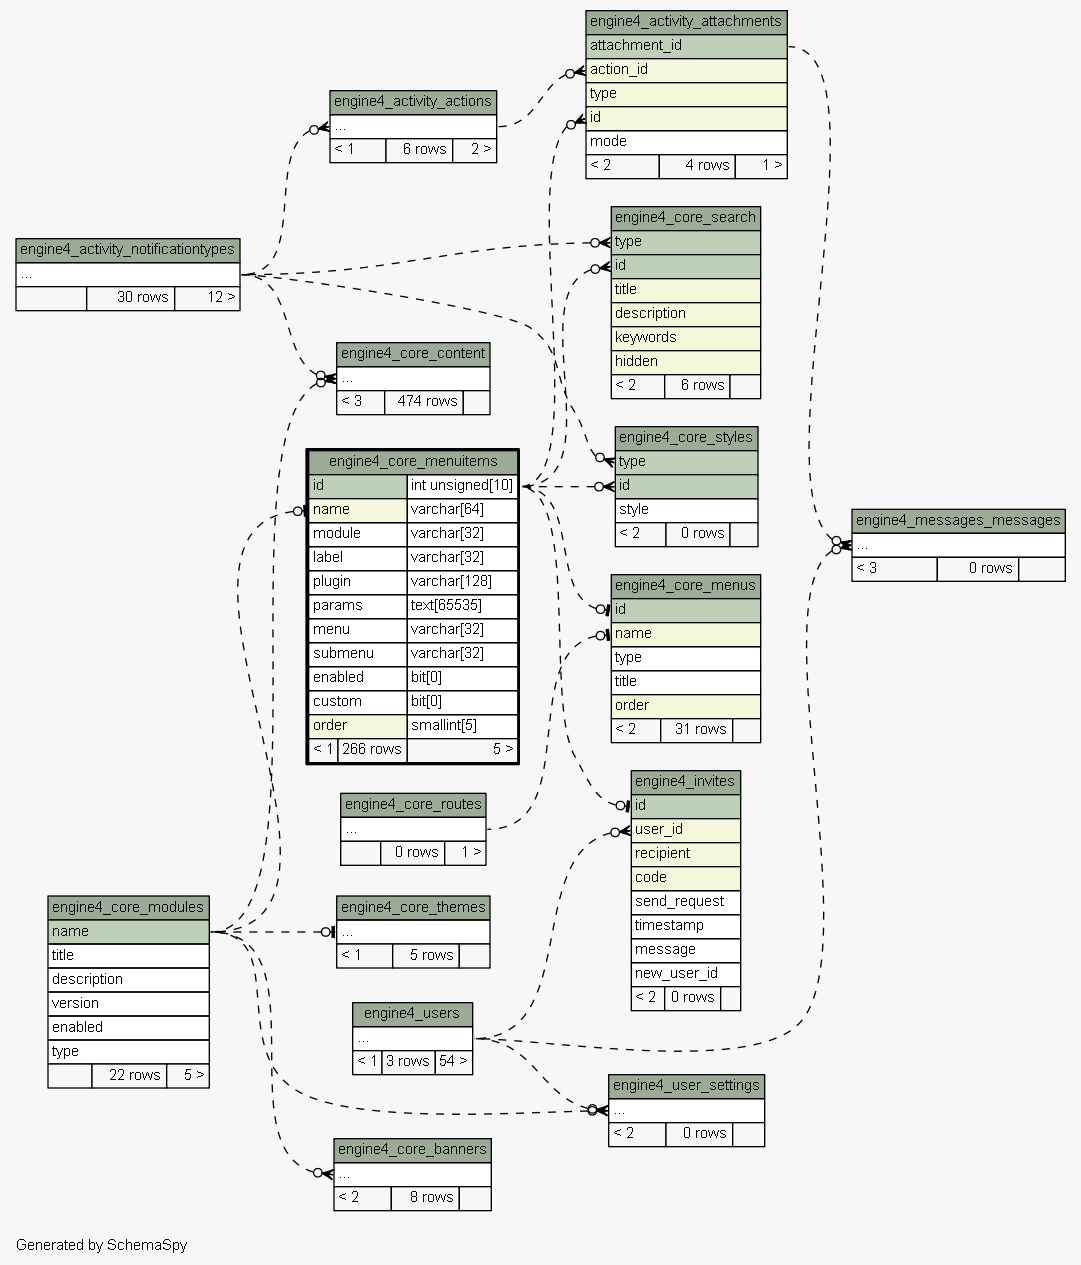 engine4_activity_attachments
attachment_id
action_id
type
id
mode
< 2 4 rows 1 >
engine4_activity_actions
...
< 1 6 rows 2 >
engine4_core_search
type
id
title
description
keywords
hidden
< 2 6 rows
engine4_activity_notificationtypes
...
30 rows 12 >
engine4_core_content
...
< 3 474 rows
engine4_core_styles
type
id
style
< 2 0 rows
engine4_core_menuitems
id int unsigned[10]
name varchar[64]
module varchar[32]
label varchar[32]
plugin varchar[128]
params text[65535]
menu varchar[32]
submenu varchar[32]
enabled bit[0]
custom bit[0]
order smallint[5]
< 1 266 rows 5 >
engine4_messages_messages
...
< 3 0 rows
engine4_core_menus
id
name
type
title
order
< 2 31 rows
engine4_invites
id
user_id
recipient
code
send_request
timestamp
message
new_user_id
< 2 0 rows
engine4_core_routes
...
0 rows 1 >
engine4_core_modules
name
title
description
version
enabled
type
22 rows 5 >
engine4_core_themes
...
< 1 5 rows
engine4_users
...
< 1 3 rows 54 >
engine4_user_settings
...
< 2 0 rows
engine4_core_banners
...
< 2 8 rows
Generated by SchemaSpy